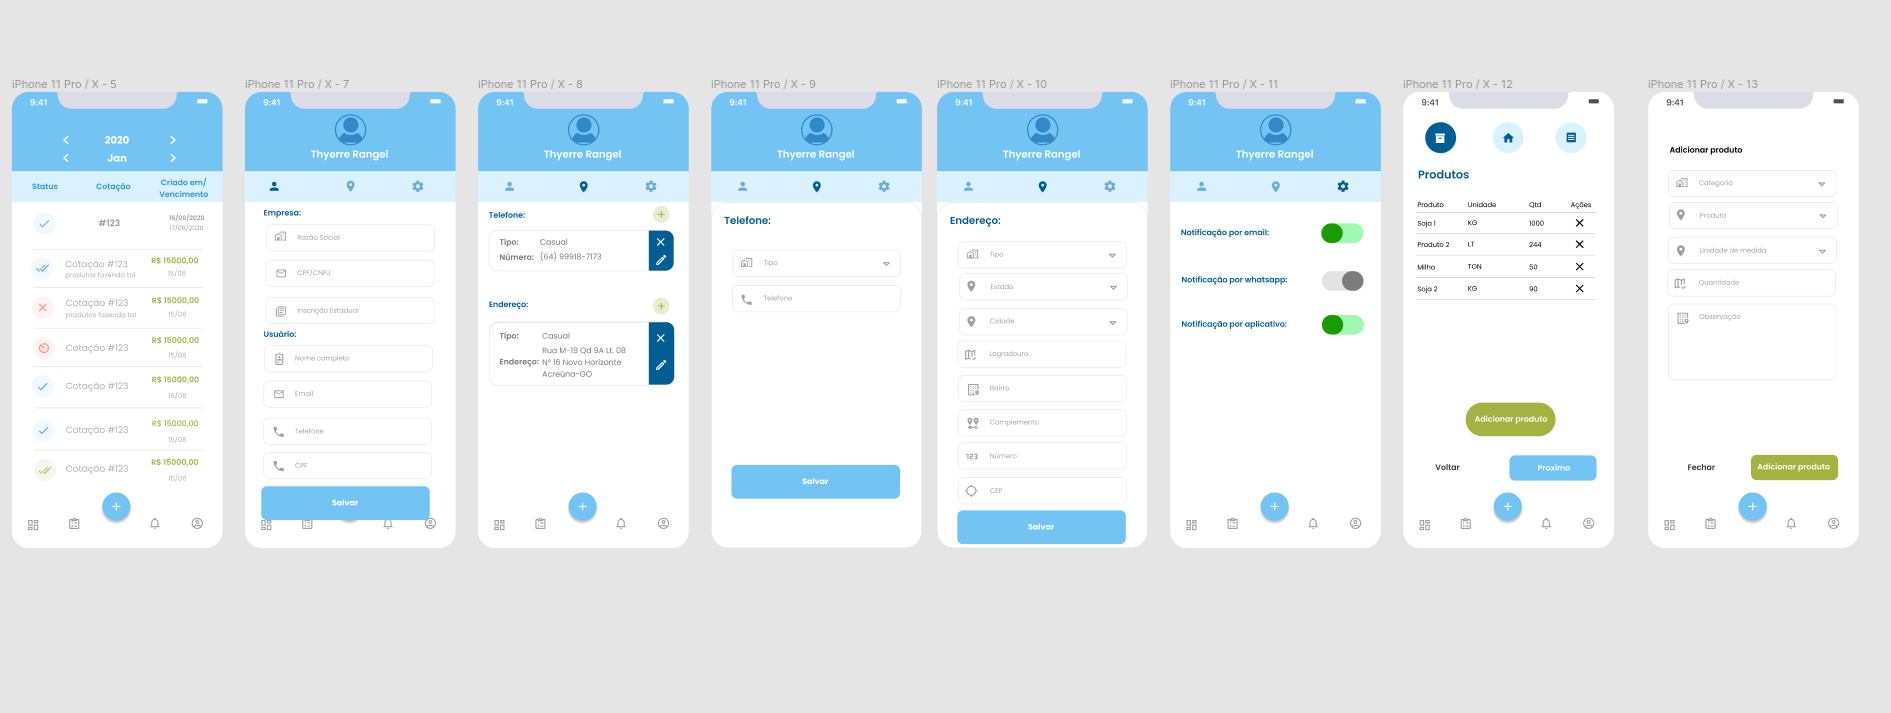 iPhone 11 Pro / X - 5
9:41
2020
Jan
Status
Cotação
Criado em/
Vencimento
#123
15/06/2020
17/06/2020
Cotação #123
produtos fazenda tal
R$ 15000,00
15/06
Cotação #123
produtos fazenda tal
R$ 15000,00
15/06
Cotação #123
R$ 15000,00
15/06
Cotação #123
R$ 15000,00
15/06
Cotação #123
R$ 15000,00
15/06
Cotação #123
R$ 15000,00
15/06
iPhone 11 Pro / X - 7
9:41
Thyerre Rangel
Empresa:
Razão Social
CPF/CNPJ
Inscrição Estadual
Usuário:
Nome completo
Email
Telefone
CPF
Salvar
iPhone 11 Pro / X - 8
9:41
Thyerre Rangel
Telefone:
Tipo: Casual
Número: (64) 99918-7173
Endereço:
Tipo: Casual
Endereço: Rua M-19 Qd 9A Lt. 08
Nº 16 Novo Horizonte
Acreúna-GO
iPhone 11 Pro / X - 9
9:41
Thyerre Rangel
Telefone:
Tipo
Telefone
Salvar
iPhone 11 Pro / X - 10
9:41
Thyerre Rangel
Endereço:
Tipo
Estado
Cidade
Logradouro
Bairro
Complemento
123 Número
CEP
Salvar
iPhone 11 Pro / X - 11
9:41
Thyerre Rangel
Notificação por email:
Notificação por whatsapp:
Notificação por aplicativo:
iPhone 11 Pro / X - 12
9:41
Produtos
Produto Unidade Qtd Ações
Soja 1 KG 1000
Produto 2 LT 244
Milho TON 50
Soja 2 KG 90
Adicionar produto
Voltar
Proximo
iPhone 11 Pro / X - 13
9:41
Adicionar produto
Categoria
Produto
Unidade de medida
Quantidade
Observação
Fechar
Adicionar produto